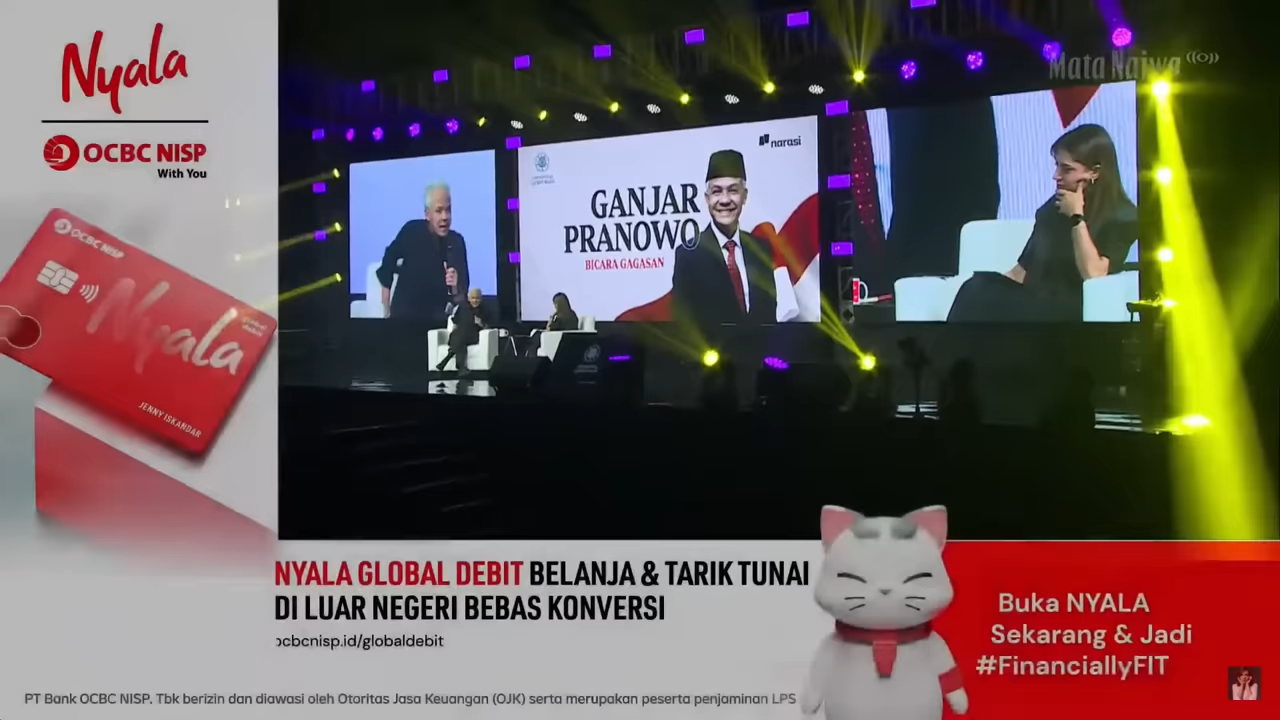 Nyala
OCBC NISP
With You
OCBC NISP
Nyala
global
debit
JENNY ISKANDAR
Mata Najwa
narasi
GANJAR
PRANOWO
BICARA GAGASAN
NYALA GLOBAL DEBIT BELANJA & TARIK TUNAI
DI LUAR NEGERI BEBAS KONVERSI
ocbcnisp.id/globaldebit
Buka NYALA
Sekarang & Jadi
#FinanciallyFIT
PT Bank OCBC NISP. Tbk berizin dan diawasi oleh Otoritas Jasa Keuangan (OJK) serta merupakan peserta penjaminan LPS